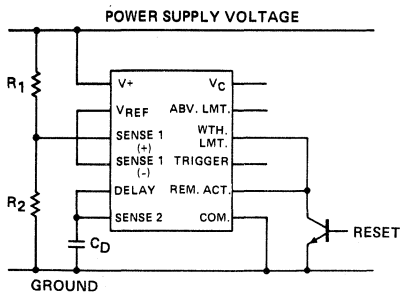 POWER SUPPLY VOLTAGE
R1
V+
VC
VREF
ABV. LMT.
SENSE 1
(+)
WTH.
LMT.
SENSE 1
(-)
TRIGGER
R2
DELAY
REM. ACT.
SENSE 2
COM.
CD
RESET
GROUND